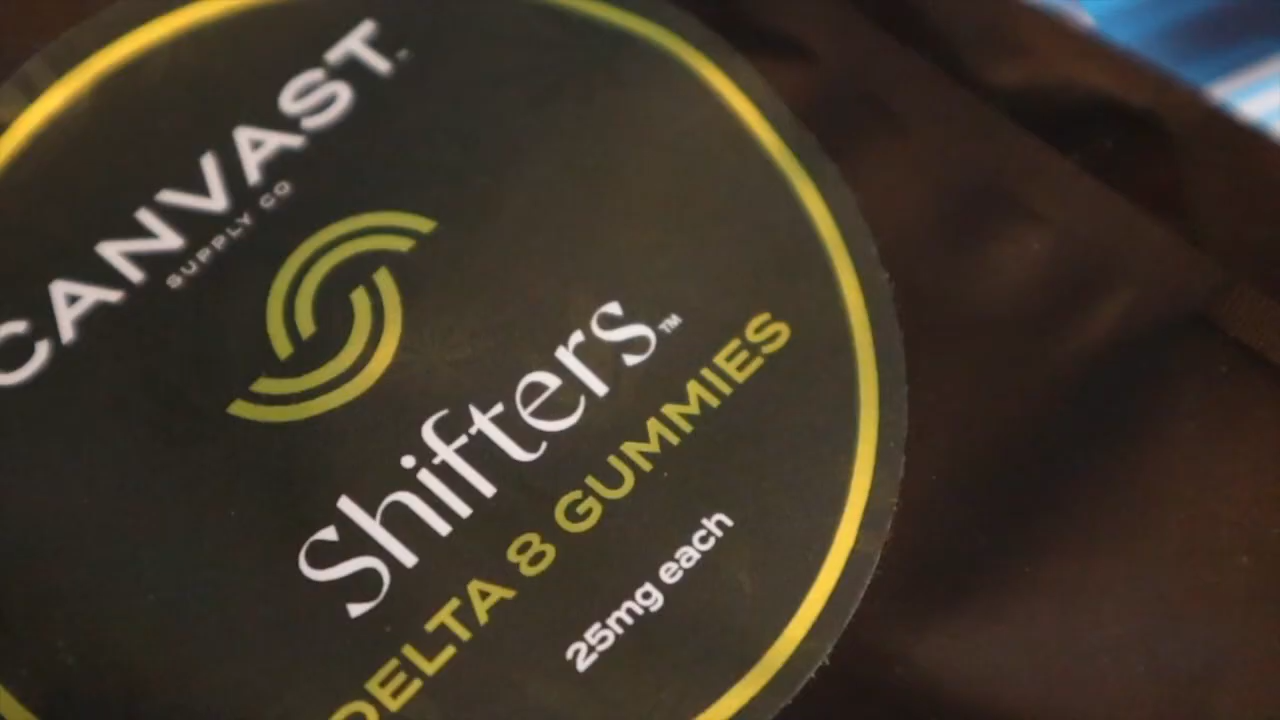 CANVAST
SUPPLY CO
Shifters™
DELTA 8 GUMMIES
25mg each